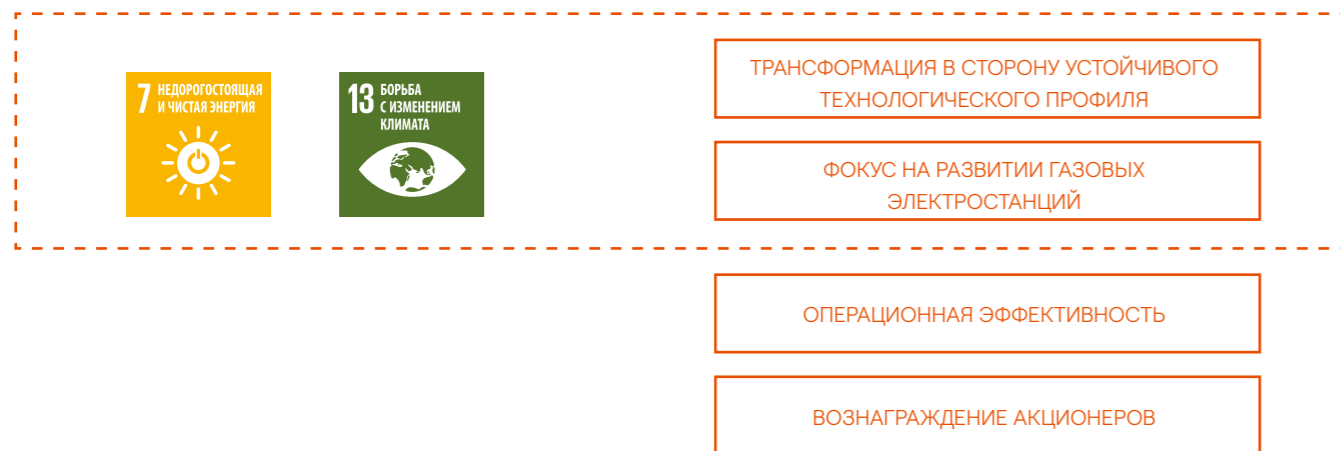 7 НЕДОРОГОСТОЯЩАЯ
И ЧИСТАЯ ЭНЕРГИЯ
13 БОРЬБА
С ИЗМЕНЕНИЕМ
КЛИМАТА
ТРАНСФОРМАЦИЯ В СТОРОНУ УСТОЙЧИВОГО
ТЕХНОЛОГИЧЕСКОГО ПРОФИЛЯ
ФОКУС НА РАЗВИТИИ ГАЗОВЫХ
ЭЛЕКТРОСТАНЦИЙ
ОПЕРАЦИОННАЯ ЭФФЕКТИВНОСТЬ
ВОЗНАГРАЖДЕНИЕ АКЦИОНЕРОВ